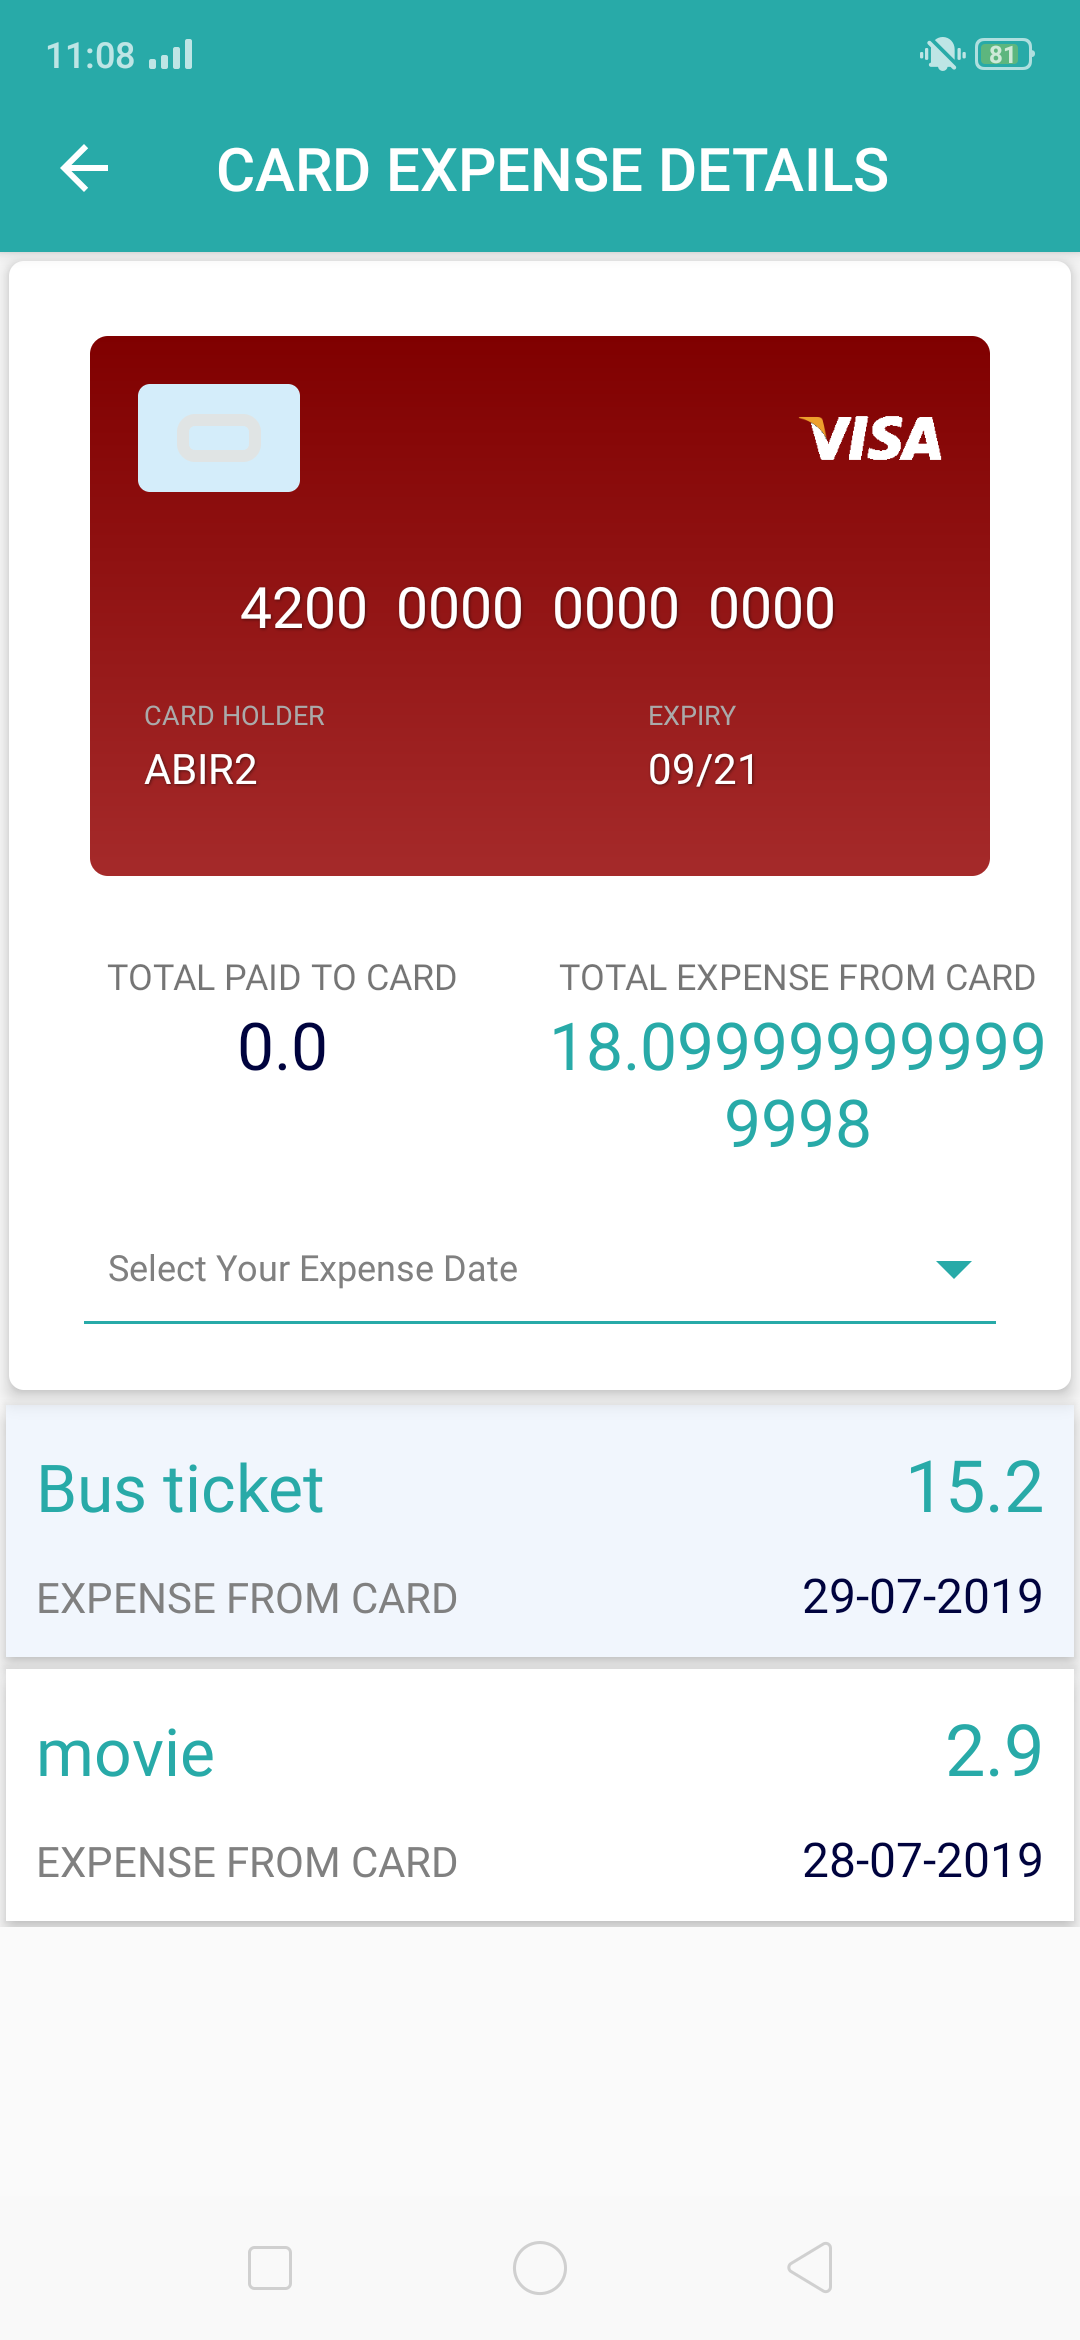 11:08
81
CARD EXPENSE DETAILS
VISA
4200 0000 0000 0000
CARD HOLDER EXPIRY
ABIR2 09/21
TOTAL PAID TO CARD TOTAL EXPENSE FROM CARD
0.0 18.09999999999
9998
Select Your Expense Date
Bus ticket 15.2
EXPENSE FROM CARD 29-07-2019
movie 2.9
EXPENSE FROM CARD 28-07-2019